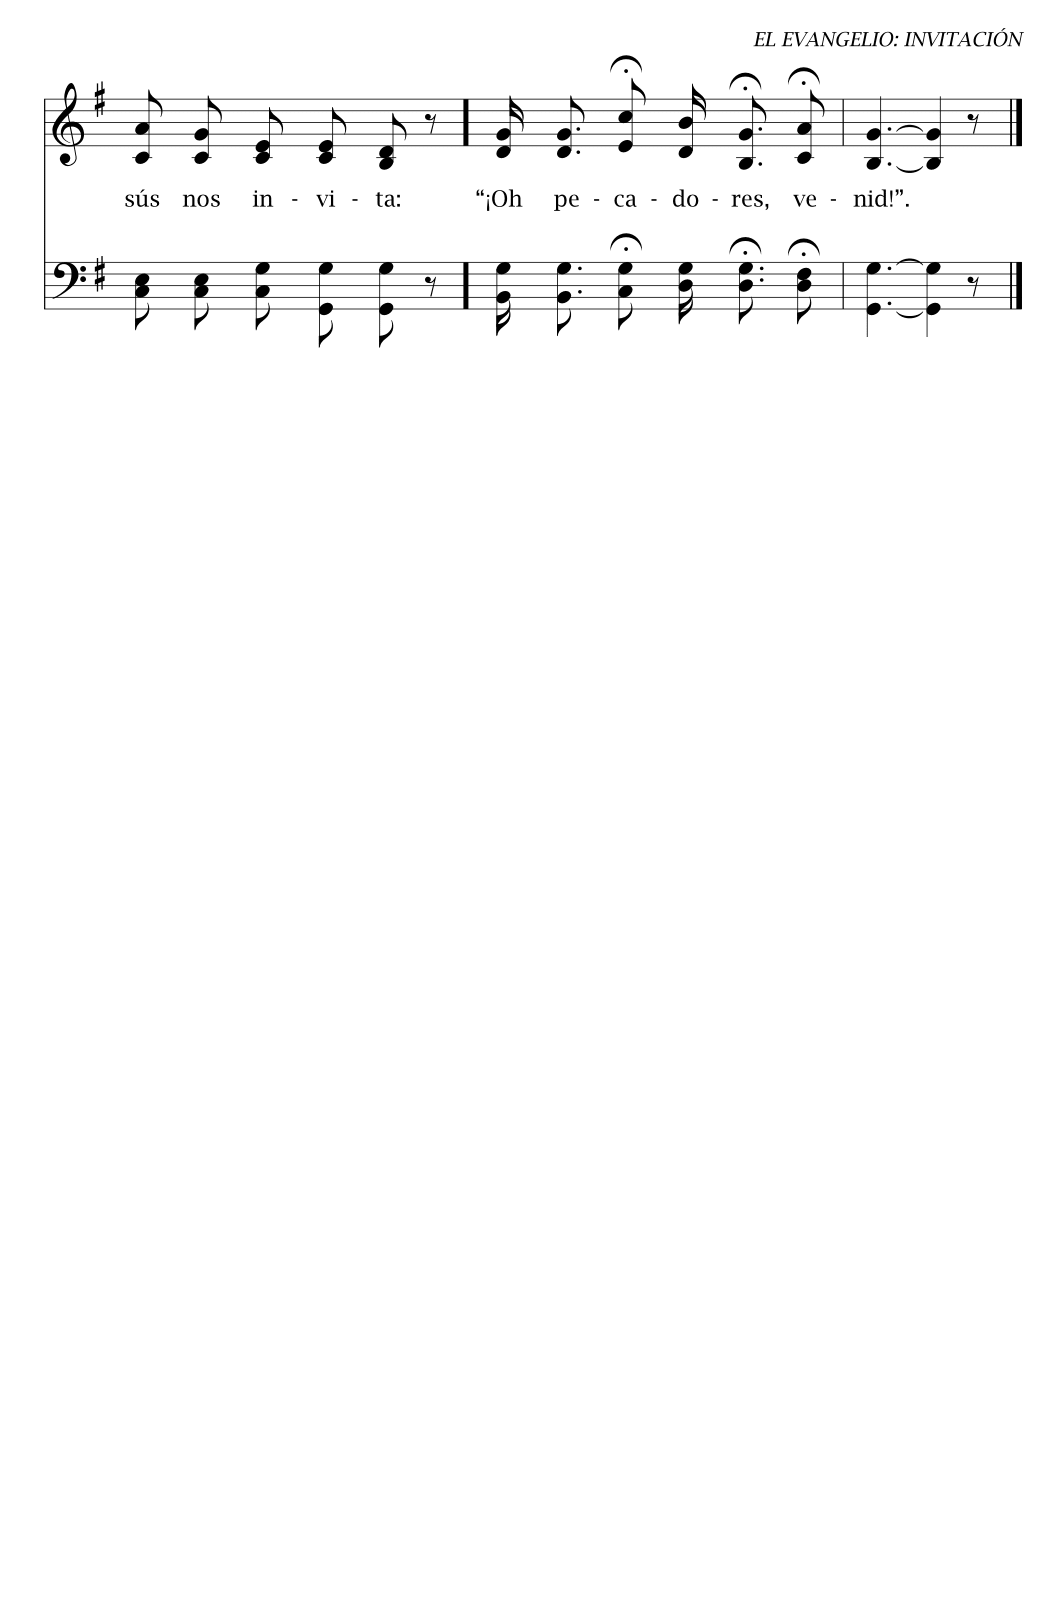 EL EVANGELIO: INVITACIÓN
sús nos in - vi - ta: “¡Oh pe - ca - do - res, ve - nid!”.